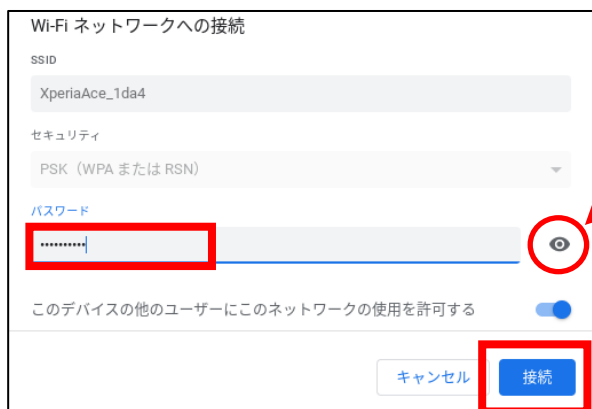 Wi-Fi ネットワークへの接続
SSID
XperiaAce_1da4
セキュリティ
PSK（WPA または RSN）
パスワード
••••••••••
このデバイスの他のユーザーにこのネットワークの使用を許可する
キャンセル
接続